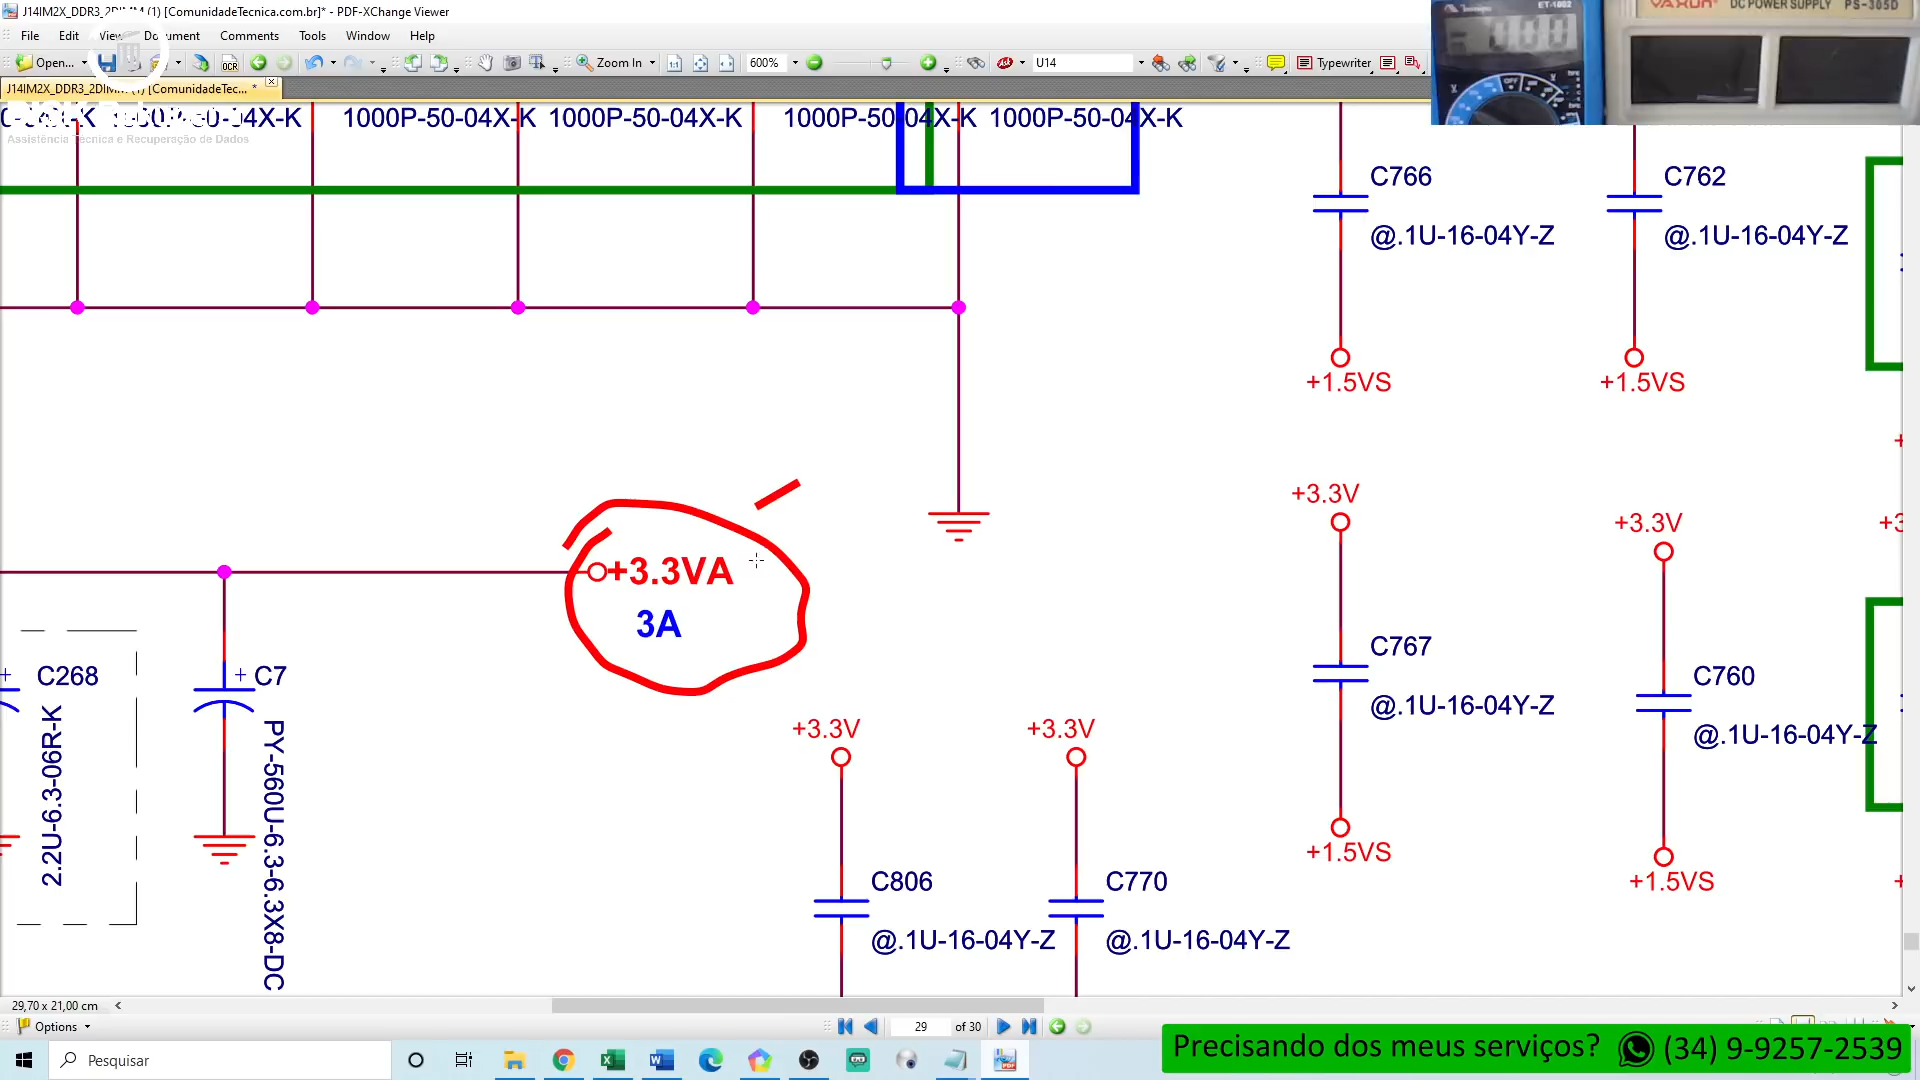 J14IM2X_DDR3_2DIMM (1) [ComunidadeTecnica.com.br]* - PDF-XChange Viewer
File Edit View Document Comments Tools Window Help
Open... OCR Zoom In 600% U14 Typewriter
J14IM2X_DDR3_2DIMM (1) [ComunidadeTec... *
Assistência Técnica e Recuperação de Dados
ET-1002
DC POWER SUPPLY PS-305D
1000P-50-04X-K 1000P-50-04X-K 1000P-50-04X-K 1000P-50-04X-K
C766
@.1U-16-04Y-Z
+1.5VS
C762
@.1U-16-04Y-Z
+1.5VS
+3.3VA
3A
+3.3V
C767
@.1U-16-04Y-Z
+1.5VS
+3.3V
C760
@.1U-16-04Y-Z
+1.5VS
+ C268
2.2U-6.3-06R-K
+ C7
PY-560U-6.3-6.3X8-DC
+3.3V
C806
@.1U-16-04Y-Z
+3.3V
C770
@.1U-16-04Y-Z
29,70 x 21,00 cm
Options
29 of 30
Precisando dos meus serviços? (34) 9-9257-2539
Pesquisar